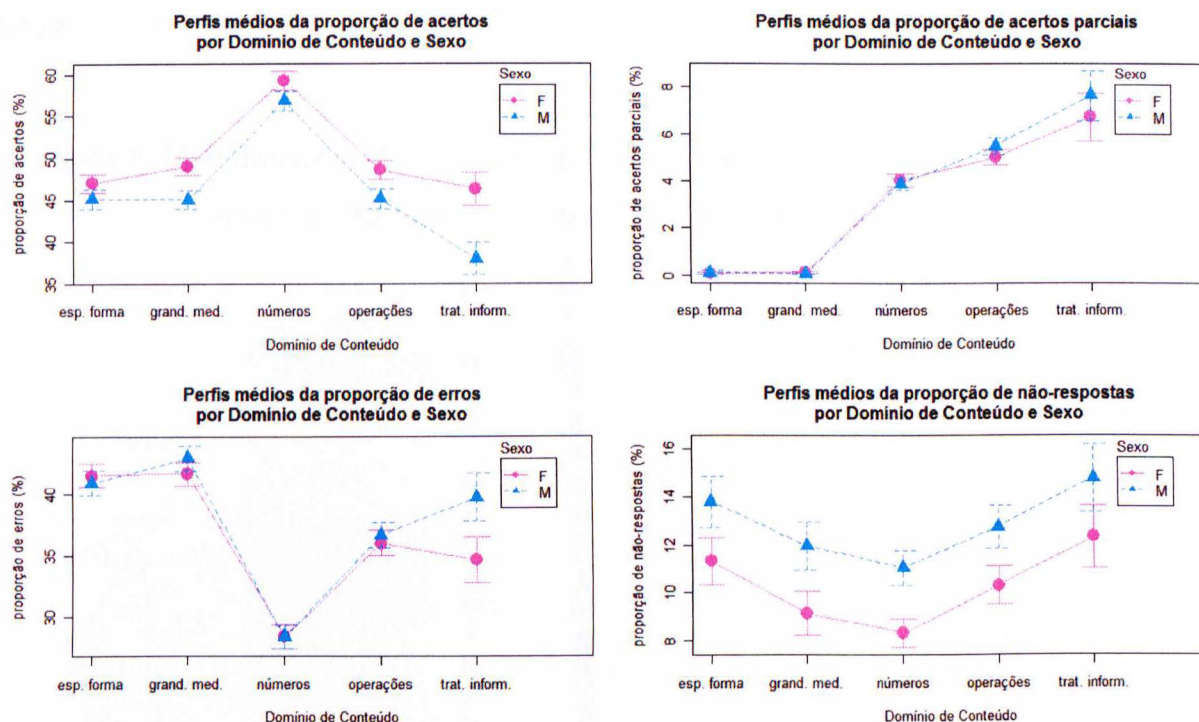 Perfis médios da proporção de acertos
por Domínio de Conteúdo e Sexo
proporção de acertos (%)
60
55
50
45
40
35
Sexo
F
M
esp. forma grand. med. números operações trat. inform.
Domínio de Conteúdo
Perfis médios da proporção de acertos parciais
por Domínio de Conteúdo e Sexo
proporção de acertos parciais (%)
8
6
4
2
0
Sexo
F
M
esp. forma grand. med. números operações trat. inform.
Domínio de Conteúdo
Perfis médios da proporção de erros
por Domínio de Conteúdo e Sexo
proporção de erros (%)
40
35
30
Sexo
F
M
esp. forma grand. med. números operações trat. inform.
Domínio de Conteúdo
Perfis médios da proporção de não-respostas
por Domínio de Conteúdo e Sexo
proporção de não-respostas (%)
16
14
12
10
8
Sexo
F
M
esp. forma grand. med. números operações trat. inform.
Domínio de Conteúdo